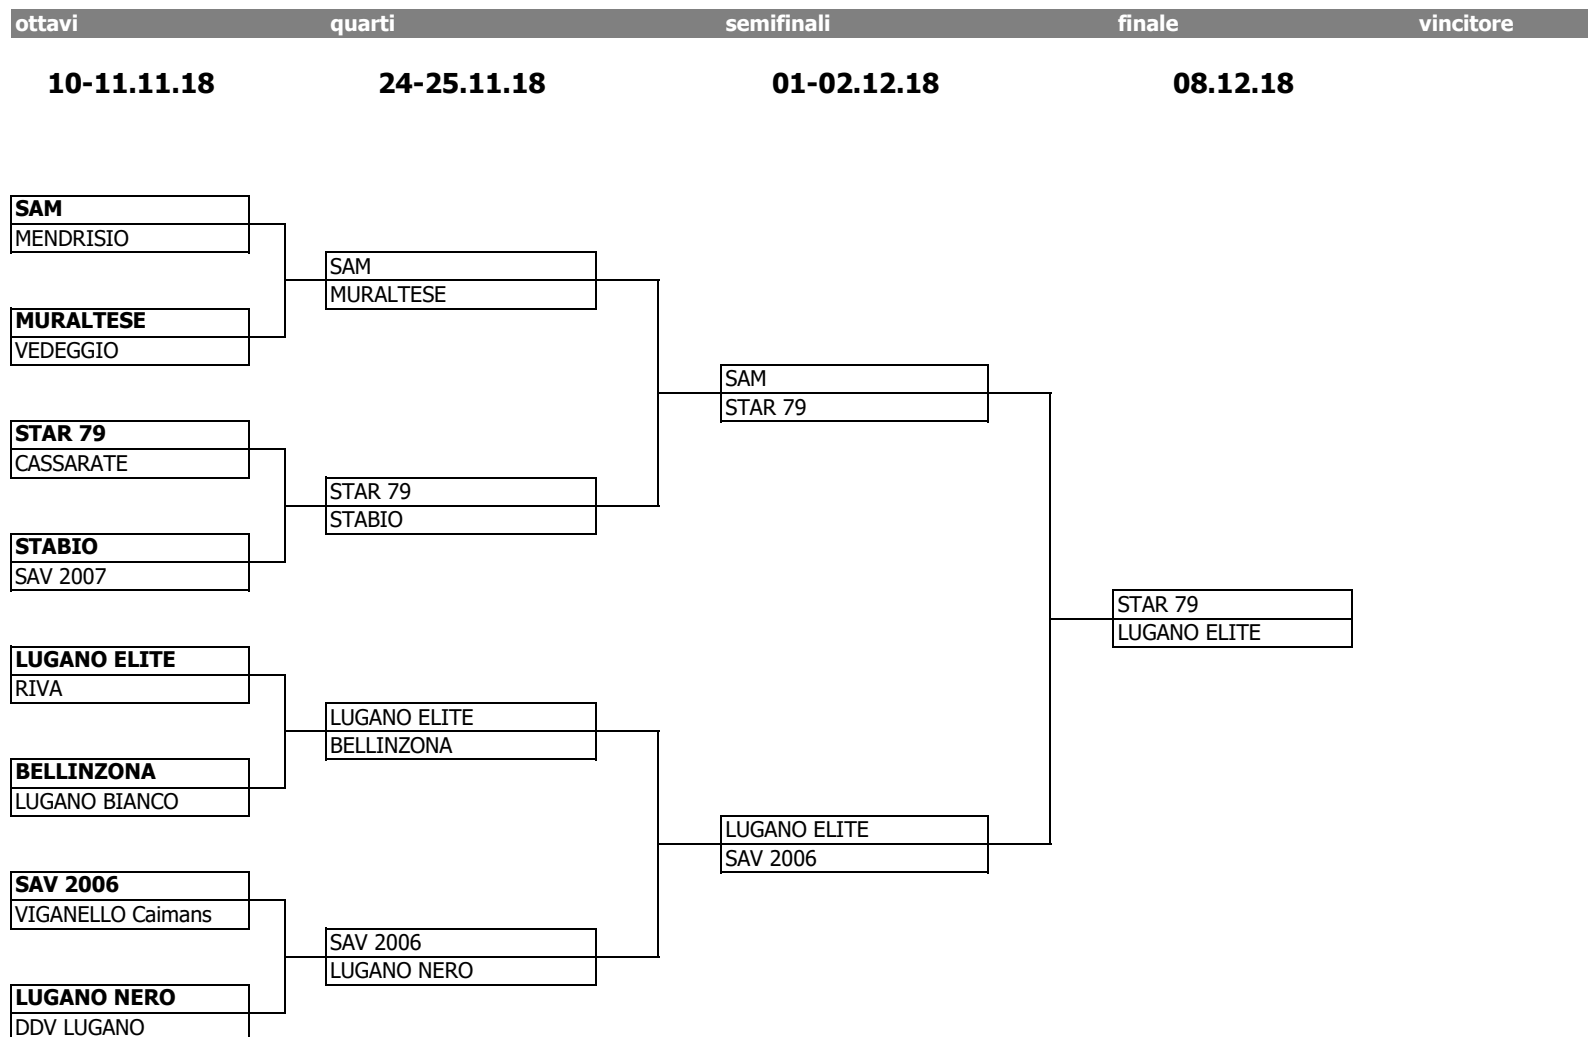 ottavi quarti semifinali finale vincitore
10-11.11.18 24-25.11.18 01-02.12.18 08.12.18
SAM
MENDRISIO
SAM
MURALTESE
MURALTESE
VEDEGGIO
SAM
STAR 79
STAR 79
CASSARATE
STAR 79
STABIO
STABIO
SAV 2007
STAR 79
LUGANO ELITE
LUGANO ELITE
RIVA
LUGANO ELITE
BELLINZONA
BELLINZONA
LUGANO BIANCO
LUGANO ELITE
SAV 2006
SAV 2006
VIGANELLO Caimans
SAV 2006
LUGANO NERO
LUGANO NERO
DDV LUGANO